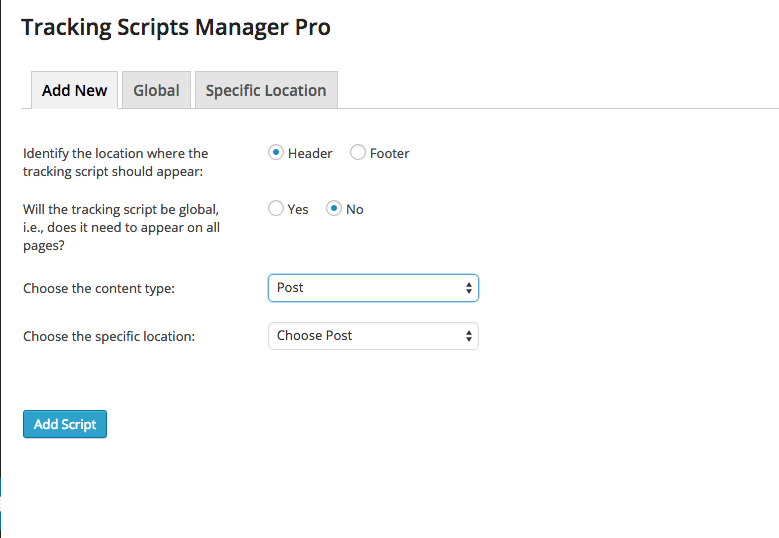 Tracking Scripts Manager Pro
Add New Global Specific Location
Identify the location where the
tracking script should appear:
Header Footer
Will the tracking script be global,
i.e., does it need to appear on all
pages?
Yes No
Choose the content type:
Post
Choose the specific location:
Choose Post
Add Script